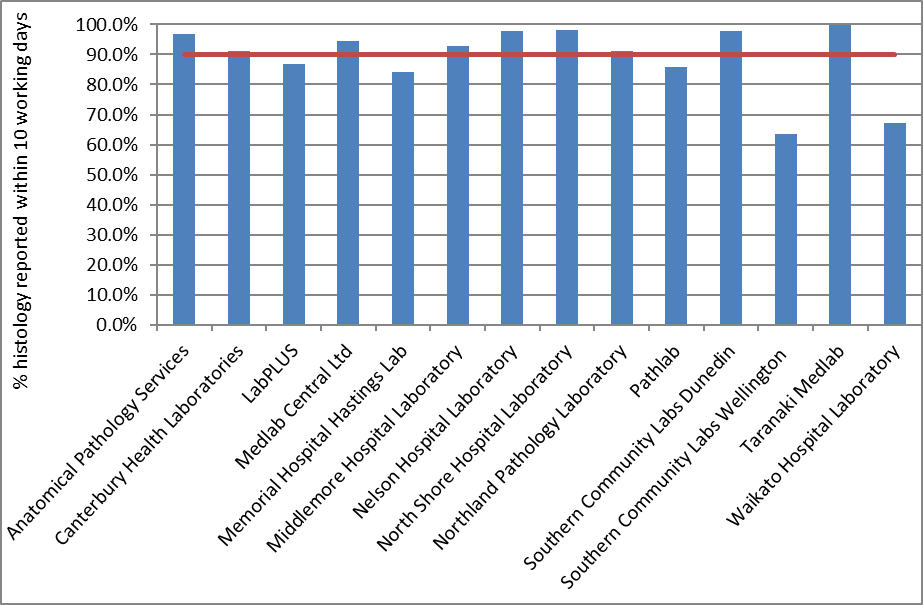 % histology reported within 10 working days
100.0%
90.0%
80.0%
70.0%
60.0%
50.0%
40.0%
30.0%
20.0%
10.0%
0.0%
Anatomical Pathology Services
Canterbury Health Laboratories
LabPLUS
Medlab Central Ltd
Memorial Hospital Hastings Lab
Middlemore Hospital Laboratory
Nelson Hospital Laboratory
North Shore Hospital Laboratory
Northland Pathology Laboratory
Pathlab
Southern Community Labs Dunedin
Southern Community Labs Wellington
Taranaki Medlab
Waikato Hospital Laboratory